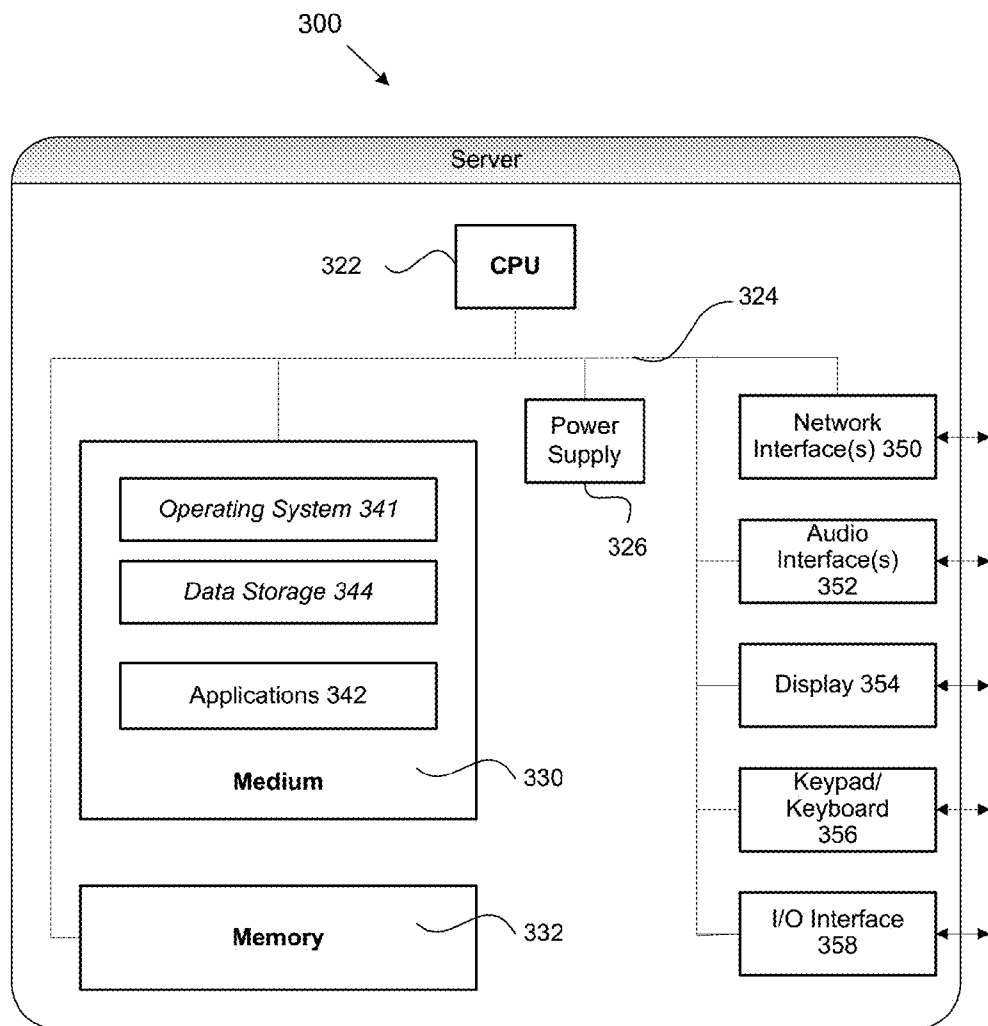 300
Server
322
CPU
324
Power
Supply
326
Network
Interface(s) 350
Operating System 341
Data Storage 344
Applications 342
Medium
330
Audio
Interface(s)
352
Display 354
Keypad/
Keyboard
356
Memory
332
I/O Interface
358